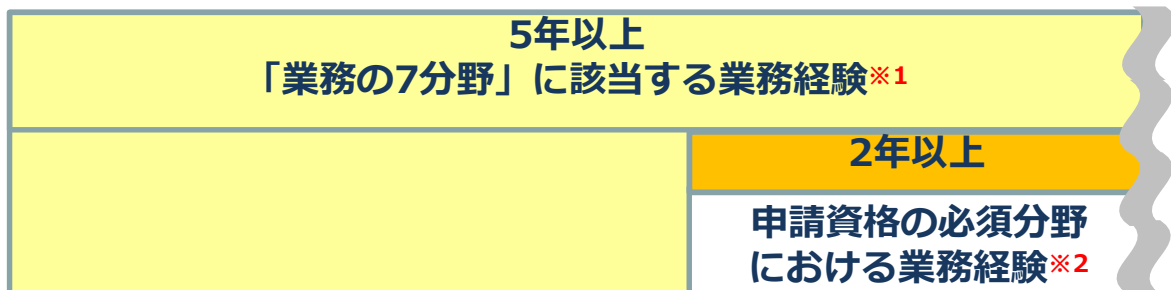 5年以上
「業務の7分野」に該当する業務経験※1
2年以上
申請資格の必須分野
における業務経験※2